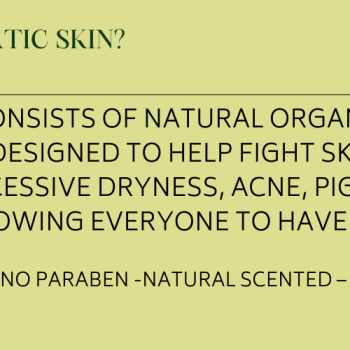 TIC SKIN?
ONSISTS OF NATURAL ORGA
DESIGNED TO HELP FIGHT SK
CESSIVE DRYNESS, ACNE, PIG
OWING EVERYONE TO HAVE
NO PARABEN -NATURAL SCENTED –